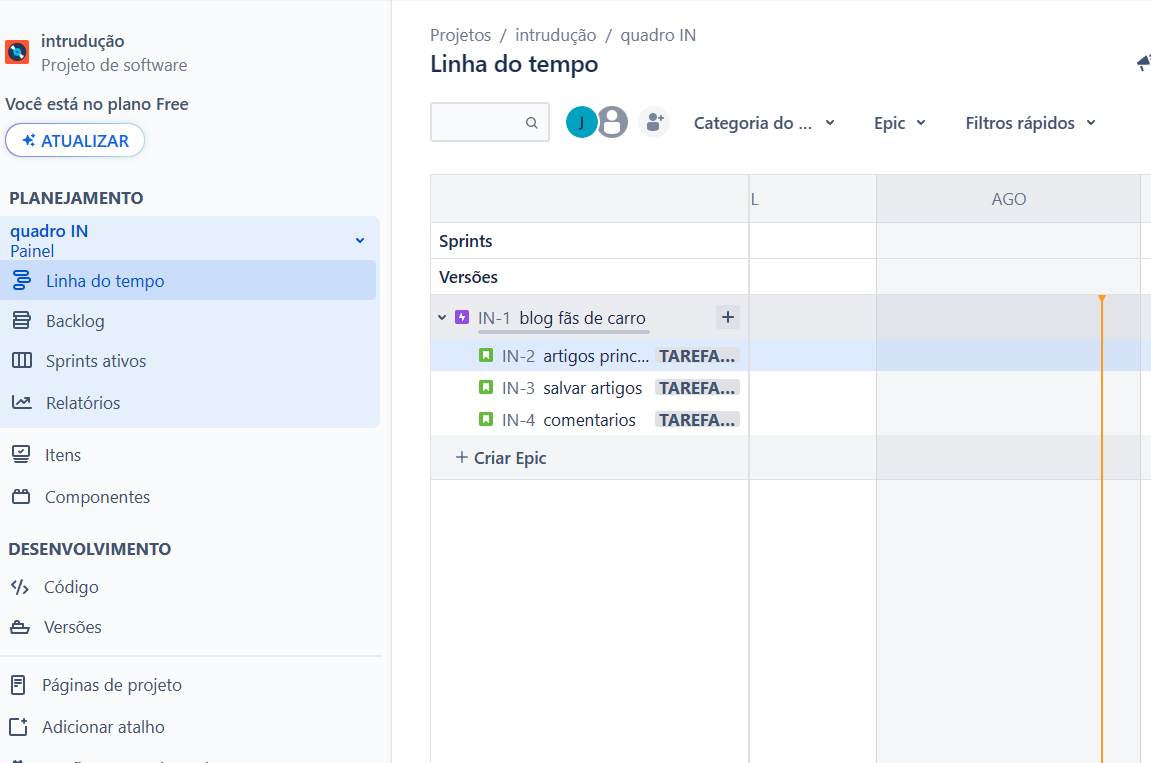 intrudução
Projeto de software
Você está no plano Free
ATUALIZAR
PLANEJAMENTO
quadro IN
Painel
Linha do tempo
Backlog
Sprints ativos
Relatórios
Itens
Componentes
DESENVOLVIMENTO
Código
Versões
Páginas de projeto
Adicionar atalho
Projetos / intrudução / quadro IN
Linha do tempo
J
Categoria do ...
Epic
Filtros rápidos
L
AGO
Sprints
Versões
IN-1 blog fãs de carro
IN-2 artigos princ... TAREFA...
IN-3 salvar artigos TAREFA...
IN-4 comentarios TAREFA...
+ Criar Epic